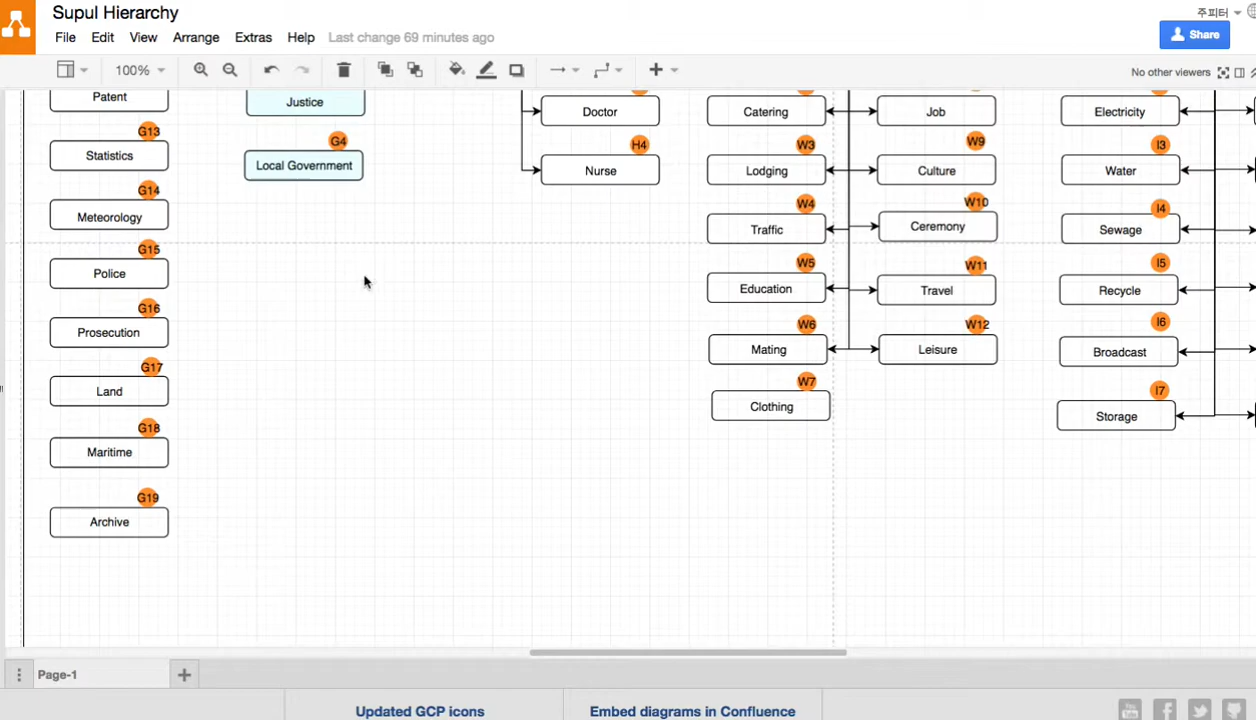 Supul Hierarchy
주피터
File Edit View Arrange Extras Help Last change 69 minutes ago
Share
100%
No other viewers
Patent
G13
Statistics
G14
Meteorology
G15
Police
G16
Prosecution
G17
Land
G18
Maritime
G19
Archive
Justice
G4
Local Government
Doctor
H4
Nurse
Catering
W3
Lodging
W4
Traffic
W5
Education
W6
Mating
W7
Clothing
Job
W9
Culture
W10
Ceremony
W11
Travel
W12
Leisure
Electricity
I3
Water
I4
Sewage
I5
Recycle
I6
Broadcast
I7
Storage
Page-1
Updated GCP icons
Embed diagrams in Confluence